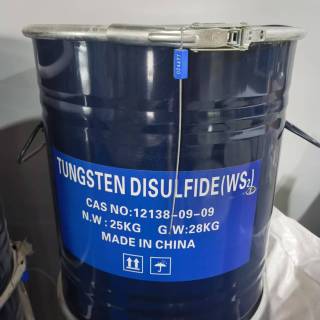 TUNGSTEN DISULFIDE(WS₂)
CAS NO:12138-09-09
N.W : 25KG G.W:28KG
MADE IN CHINA